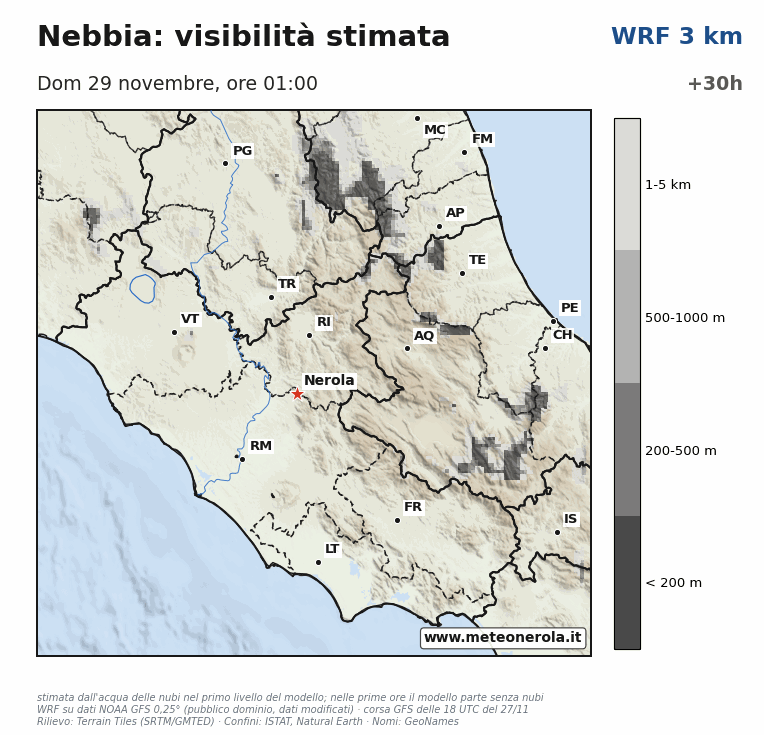 Nebbia: visibilità stimata
WRF 3 km
Dom 29 novembre, ore 01:00
+30h
MC
FM
PG
AP
TE
TR
PE
VT
RI
AQ
CH
Nerola
RM
FR
IS
LT
www.meteonerola.it
1-5 km
500-1000 m
200-500 m
< 200 m
stimata dall'acqua delle nubi nel primo livello del modello; nelle prime ore il modello parte senza nubi
WRF su dati NOAA GFS 0,25° (pubblico dominio, dati modificati) · corsa GFS delle 18 UTC del 27/11
Rilievo: Terrain Tiles (SRTM/GMTED) · Confini: ISTAT, Natural Earth · Nomi: GeoNames